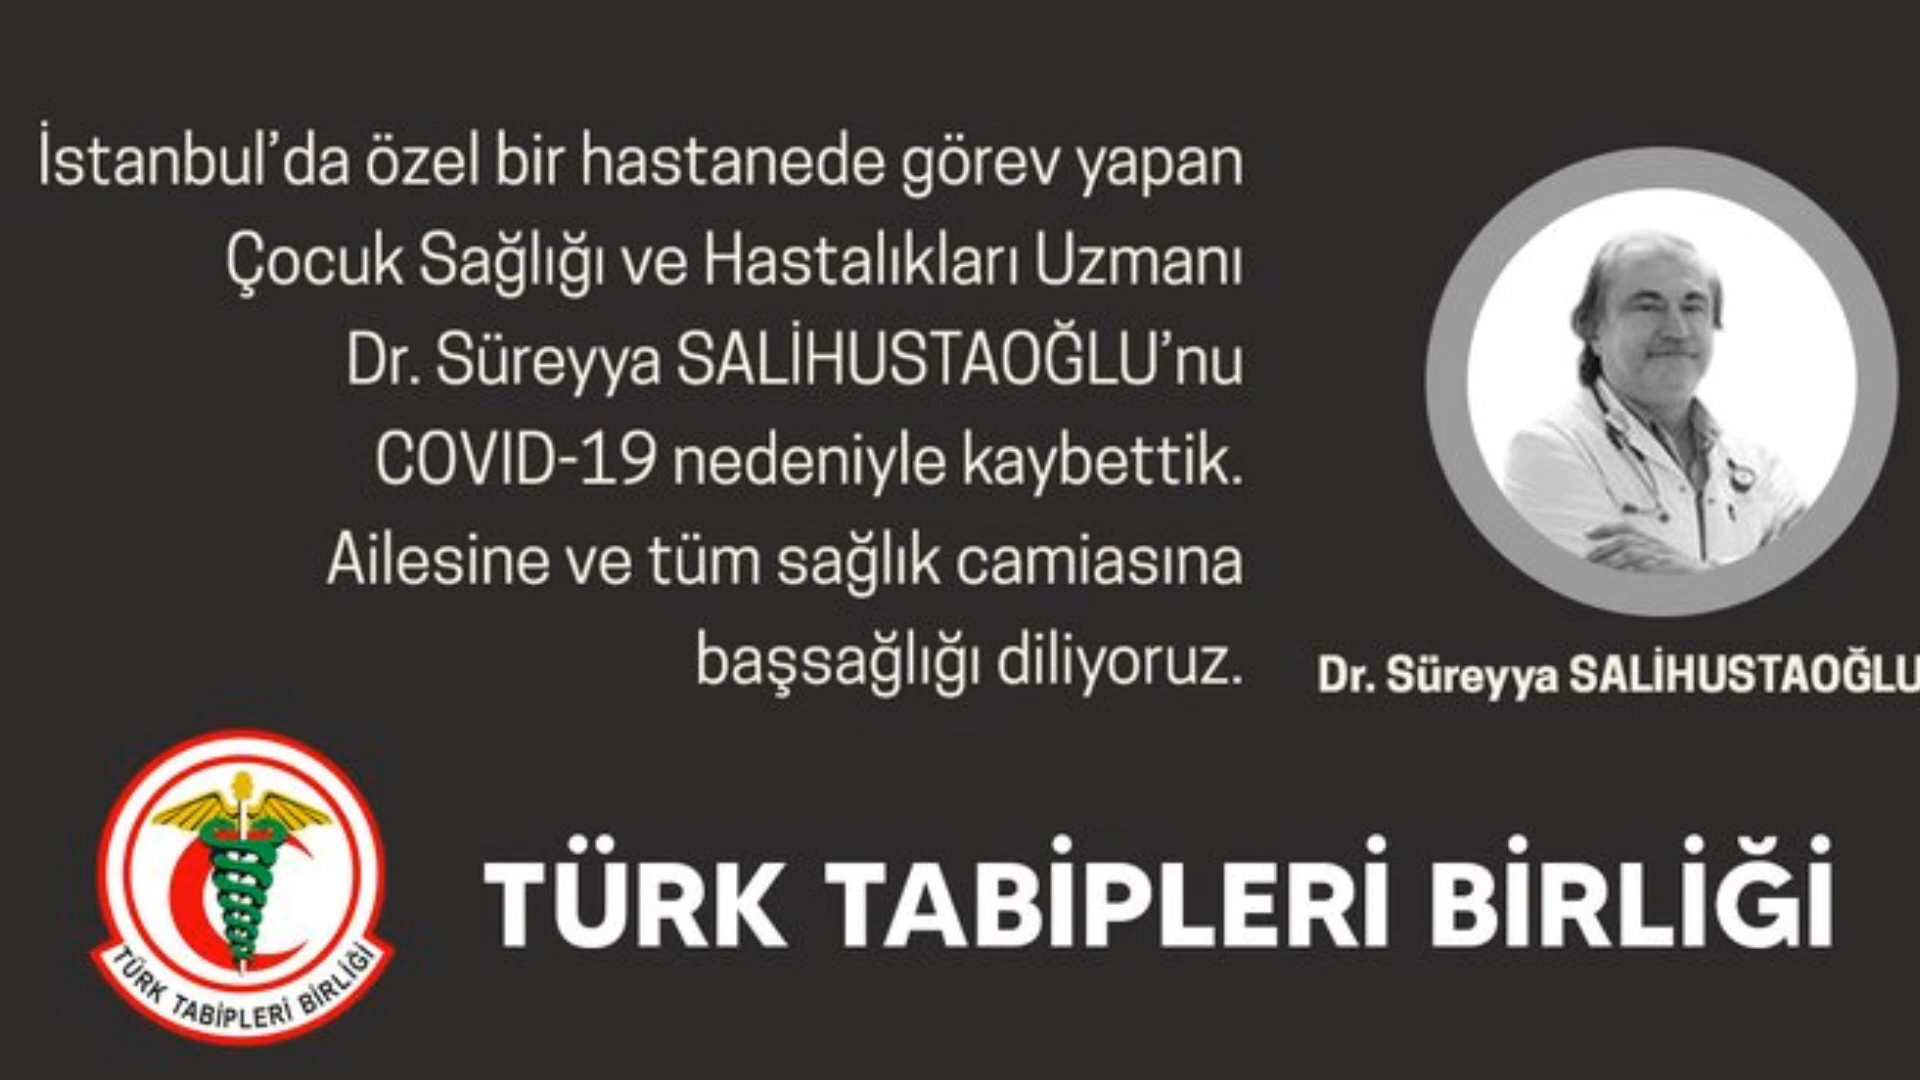 İstanbul’da özel bir hastanede görev yapan
Çocuk Sağlığı ve Hastalıkları Uzmanı
Dr. Süreyya SALİHUSTAOĞLU’nu
COVID-19 nedeniyle kaybettik.
Ailesine ve tüm sağlık camiasına
başsağlığı diliyoruz.
Dr. Süreyya SALİHUSTAOĞLU
TÜRK TABİPLERİ BİRLİĞİ
TÜRK TABİPLERİ BİRLİĞİ